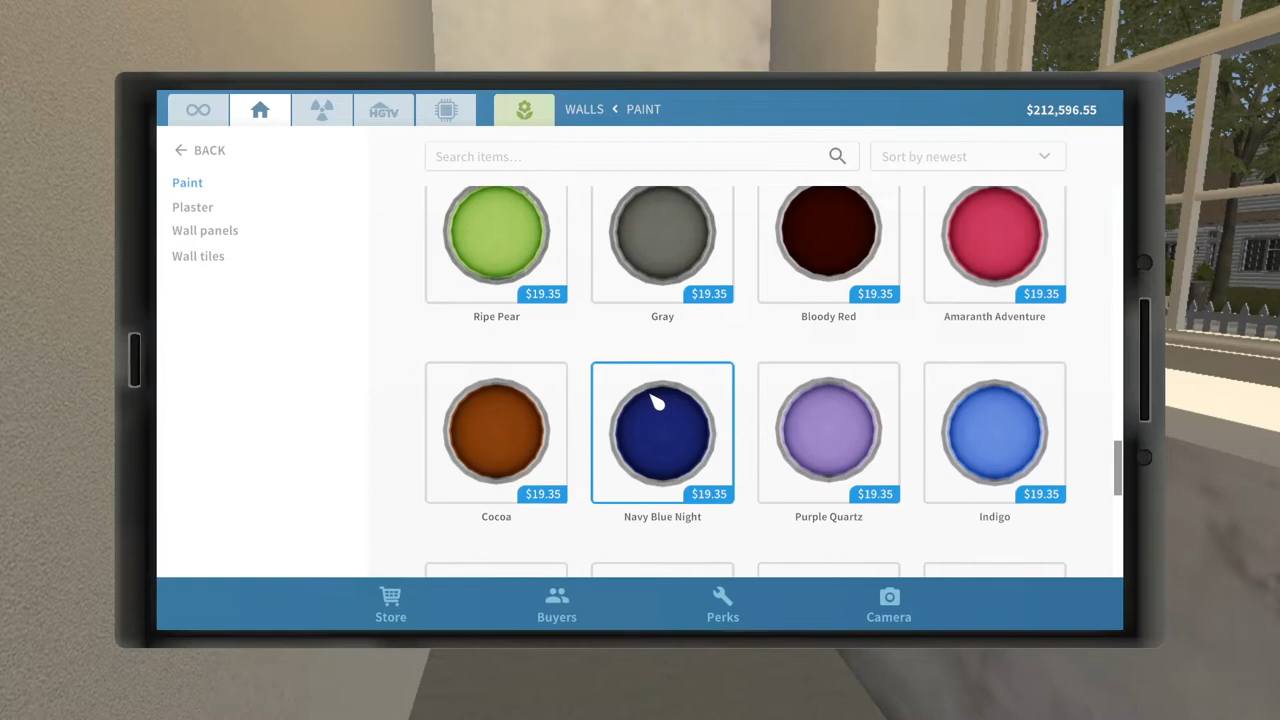 HGTV
WALLS < PAINT
$212,596.55
BACK
Search items...
Sort by newest
Paint
Plaster
Wall panels
Wall tiles
$19.35 $19.35 $19.35 $19.35
Ripe Pear Gray Bloody Red Amaranth Adventure
$19.35 $19.35 $19.35 $19.35
Cocoa Navy Blue Night Purple Quartz Indigo
Store Buyers Perks Camera